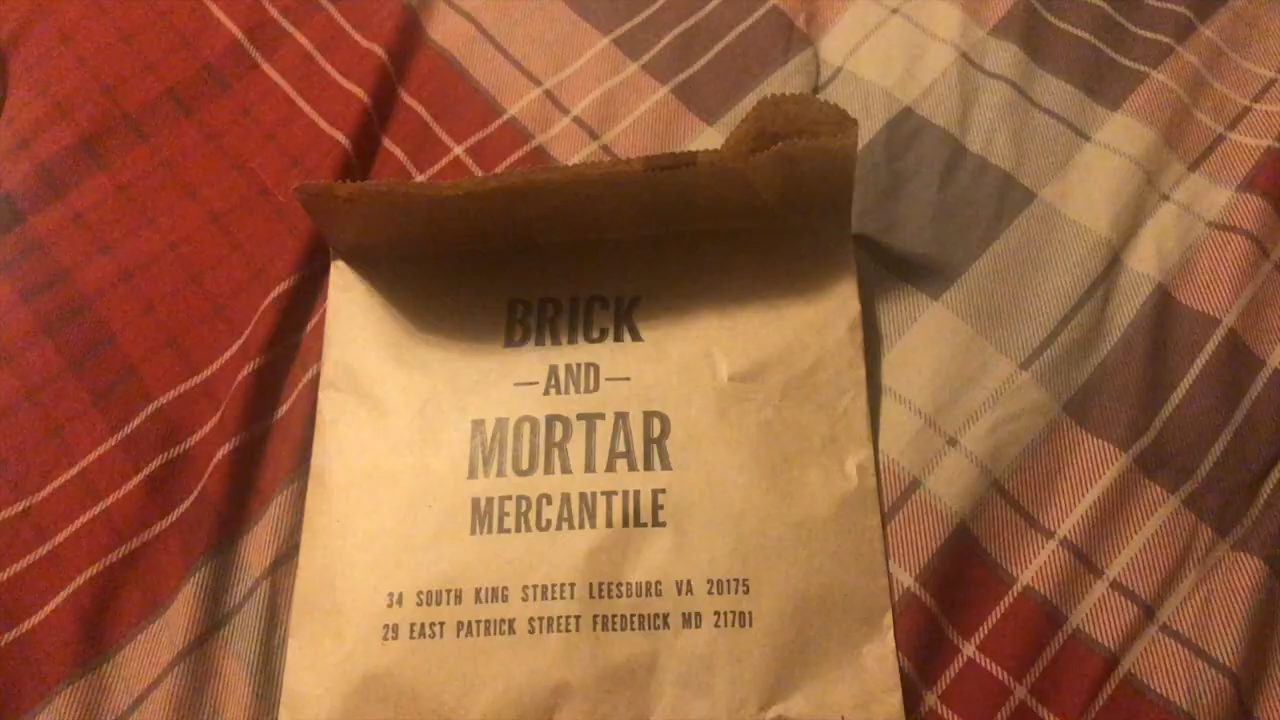 BRICK
—AND—
MORTAR
MERCANTILE
34 SOUTH KING STREET LEESBURG VA 20175
29 EAST PATRICK STREET FREDERICK MD 21701